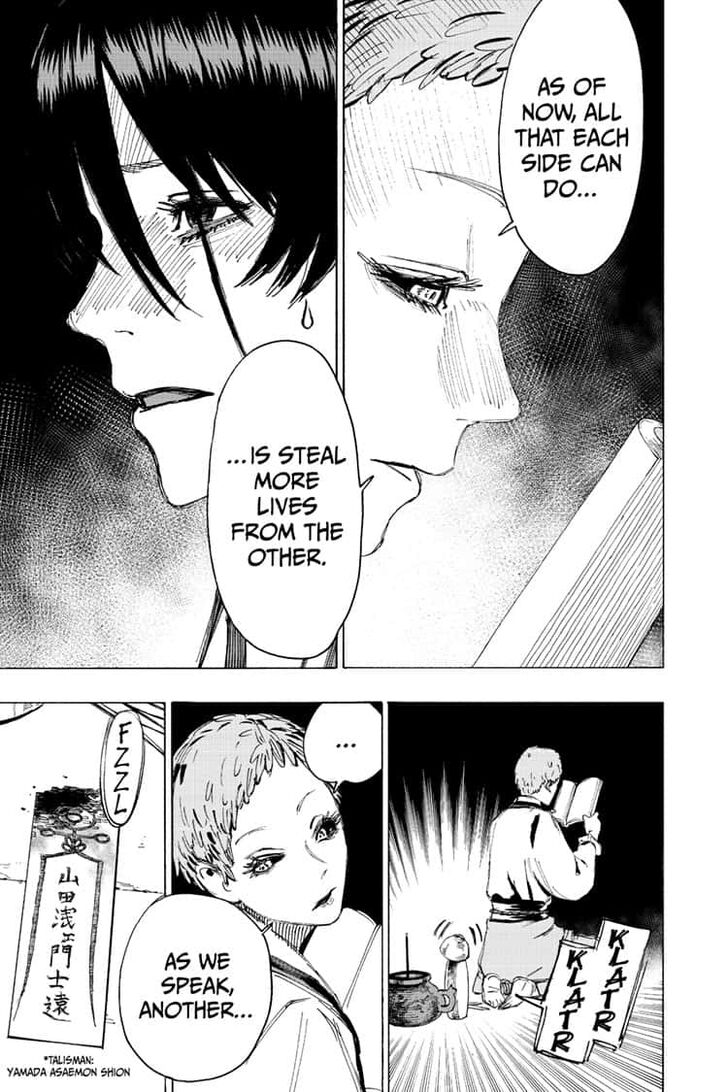 AS OF
NOW, ALL
THAT EACH
SIDE CAN
DO...
...IS STEAL
MORE
LIVES
FROM THE
OTHER.
KLATR
KLATR
...
AS WE
SPEAK,
ANOTHER...
FZZL
山田浅ェ門士遠
*TALISMAN:
YAMADA ASAEMON SHION